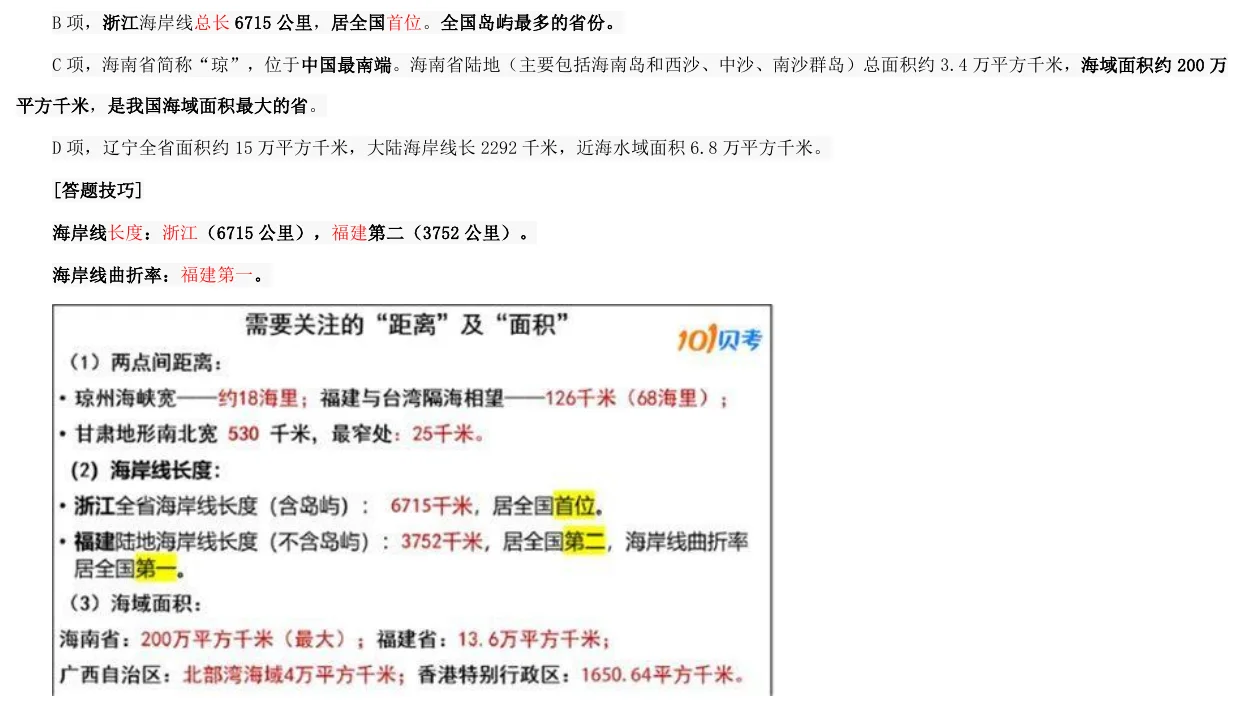 B 项，浙江海岸线总长 6715 公里，居全国首位。全国岛屿最多的省份。
C 项，海南省简称“琼”，位于中国最南端。海南省陆地（主要包括海南岛和西沙、中沙、南沙群岛）总面积约 3.4 万平方千米，海域面积约 200 万
平方千米，是我国海域面积最大的省。
D 项，辽宁全省面积约 15 万平方千米，大陆海岸线长 2292 千米，近海水域面积 6.8 万平方千米。
[答题技巧]
海岸线长度：浙江（6715 公里），福建第二（3752 公里）。
海岸线曲折率：福建第一。
需要关注的“距离”及“面积”
101贝考
（1）两点间距离：
• 琼州海峡宽——约18海里；福建与台湾隔海相望——126千米（68海里）；
• 甘肃地形南北宽 530 千米，最窄处：25千米。
(2) 海岸线长度：
• 浙江全省海岸线长度（含岛屿）： 6715千米，居全国首位。
• 福建陆地海岸线长度（不含岛屿）：3752千米，居全国第二，海岸线曲折率
居全国第一。
（3）海域面积：
海南省：200万平方千米（最大）；福建省：13.6万平方千米；
广西自治区：北部湾海域4万平方千米；香港特别行政区：1650.64平方千米。